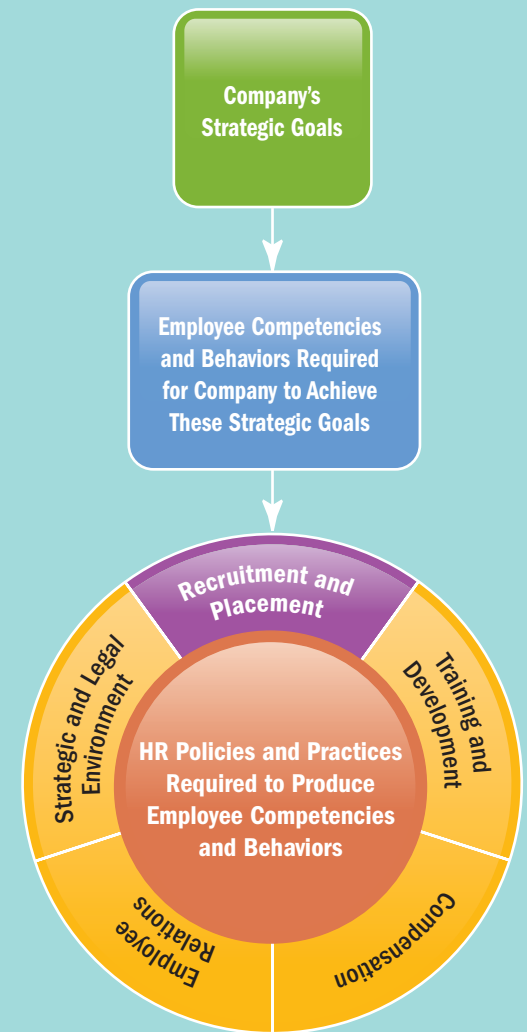 Company's
Strategic Goals
Employee Competencies
and Behaviors Required
for Company to Achieve
These Strategic Goals
Recruitment and
Placement
Strategic and Legal
Environment
Training and
Development
HR Policies and Practices
Required to Produce
Employee Competencies
and Behaviors
Employee
Relations
Compensation